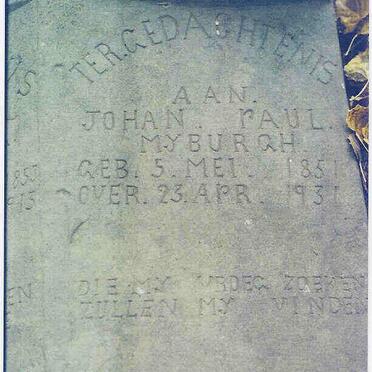 TER GEDACHTENIS
AAN.
JOHAN. PAUL.
MYBURGH.
GEB. 5. MEI. 1851
OVER. 23. APR. 1931
DIE MY VROEG ZOEKEN
ZULLEN MY VINDEN